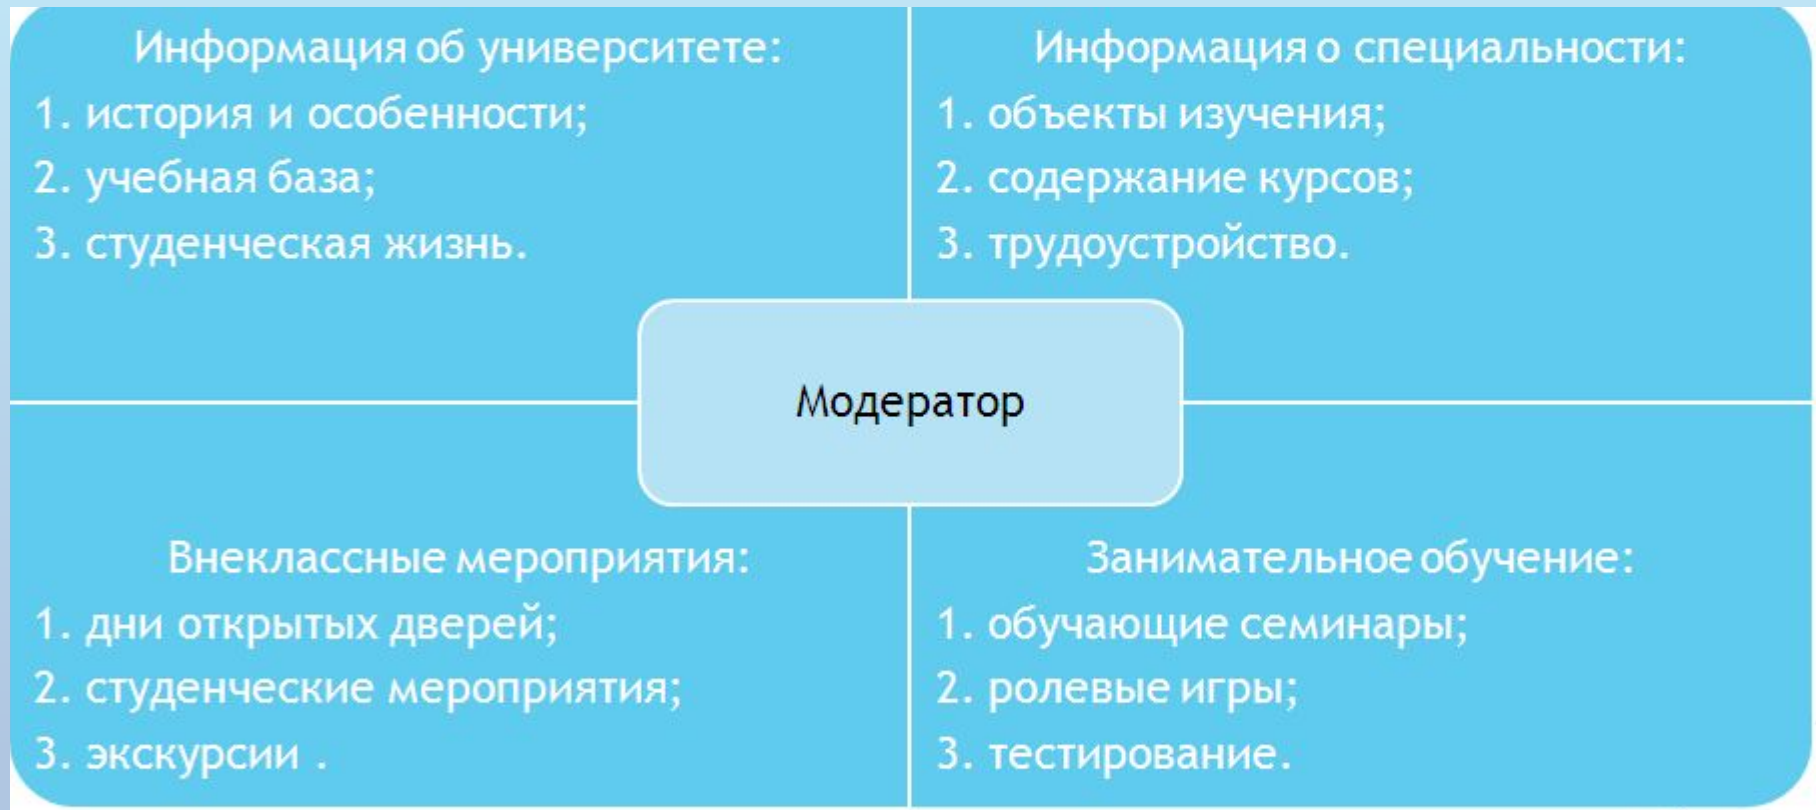 Информация об университете:
1. история и особенности;
2. учебная база;
3. студенческая жизнь.
Информация о специальности:
1. объекты изучения;
2. содержание курсов;
3. трудоустройство.
Модератор
Внеклассные мероприятия:
1. дни открытых дверей;
2. студенческие мероприятия;
3. экскурсии .
Занимательное обучение:
1. обучающие семинары;
2. ролевые игры;
3. тестирование.